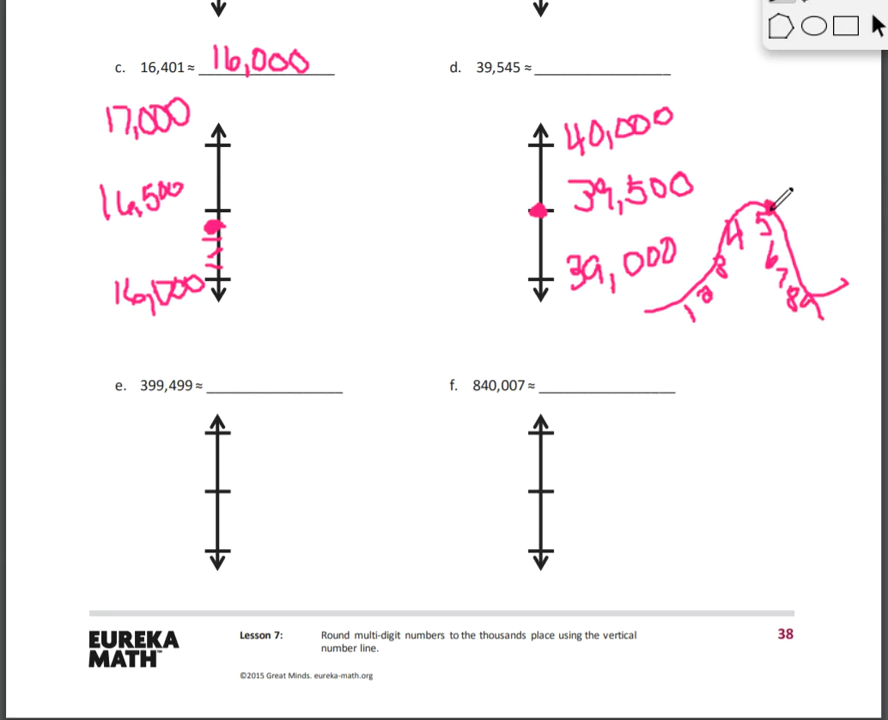 c. 16,401 ≈ 16,000
d. 39,545 ≈
17,000
16,500
16,000
40,000
39,500
39,000
1 2 3 4 5 6 7 8 9
e. 399,499 ≈
f. 840,007 ≈
EUREKA
MATH™
Lesson 7:
Round multi-digit numbers to the thousands place using the vertical
number line.
38
©2015 Great Minds. eureka-math.org